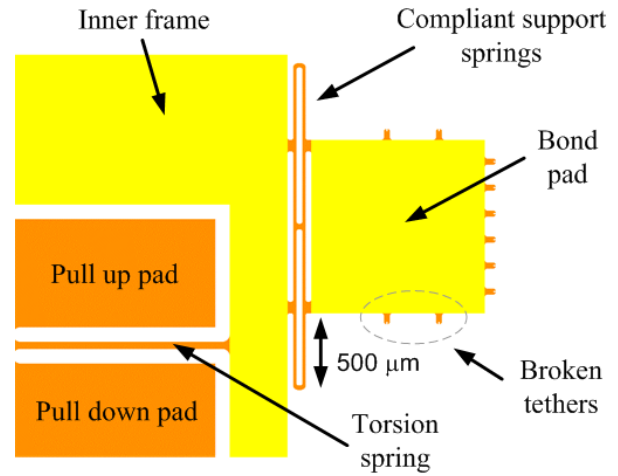 Inner frame
Compliant support
springs
Bond
pad
Pull up pad
500 μm
Broken
tethers
Pull down pad
Torsion
spring